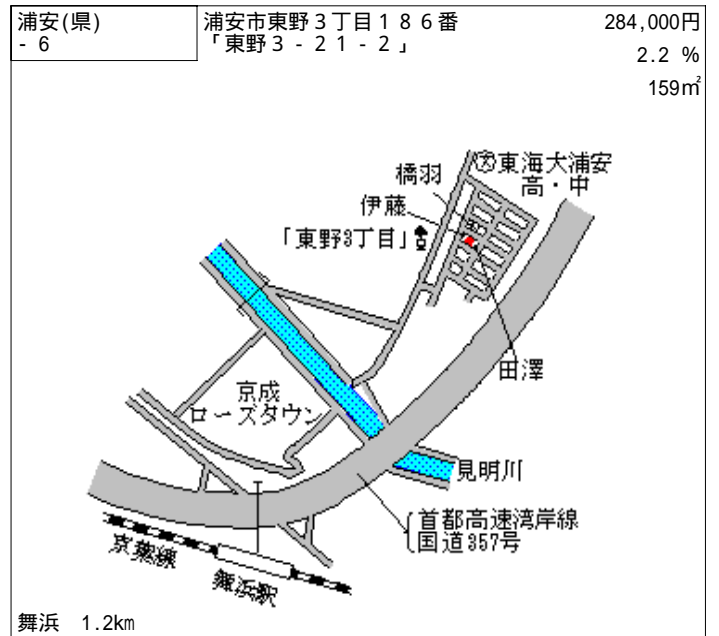 浦安(県)
- 6
浦安市東野３丁目１８６番
「東野３－２１－２」
284,000円
2.2 %
159㎡
㊛東海大浦安
高・中
橋羽
伊藤
「東野3丁目」
田澤
京成
ローズタウン
見明川
首都高速湾岸線
国道357号
京葉線
舞浜駅
舞浜 1.2km